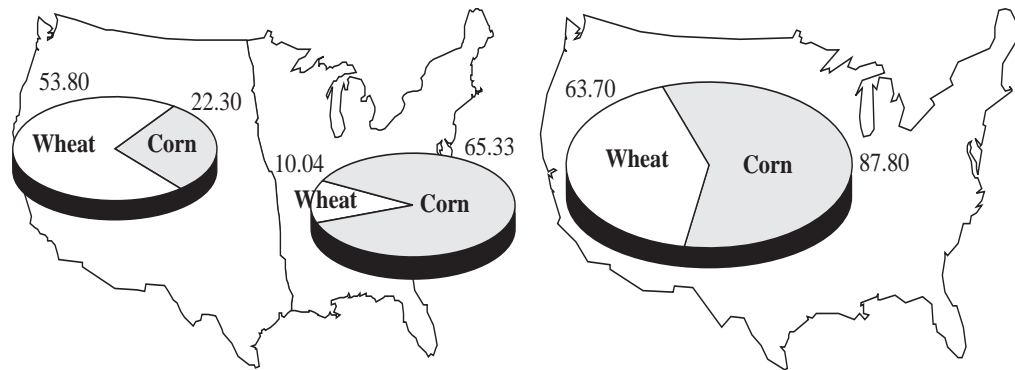 53.80
22.30
Wheat
Corn
10.04
65.33
Wheat
Corn
63.70
Wheat
Corn
87.80